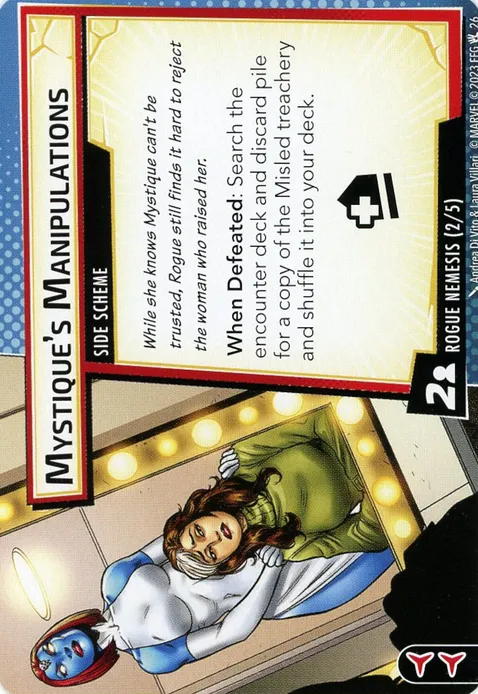 MYSTIQUE'S MANIPULATIONS
SIDE SCHEME
While she knows Mystique can't be
trusted, Rogue still finds it hard to reject
the woman who raised her.
When Defeated: Search the
encounter deck and discard pile
for a copy of the Misled treachery
and shuffle it into your deck.
2
ROGUE NEMESIS (2/5)
Andrea Di Vito & Laura Villari © MARVEL © 2023 FFG 26